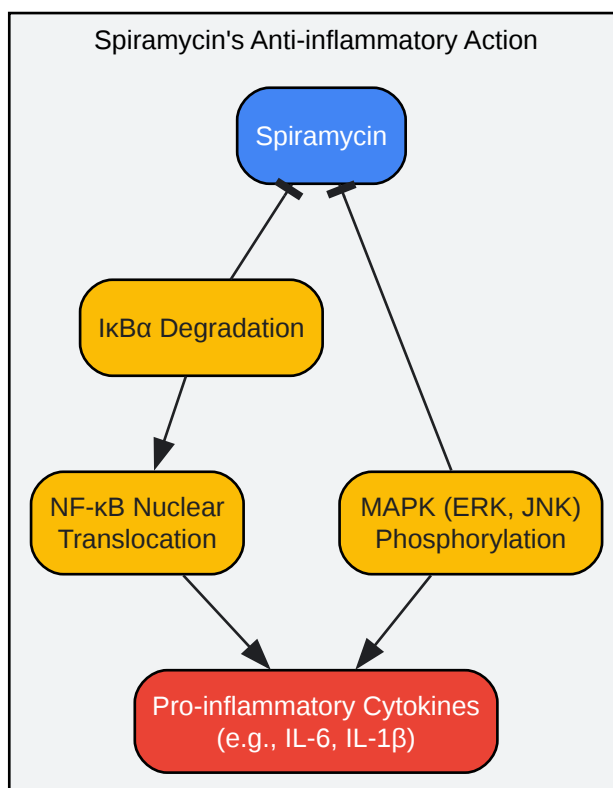 Spiramycin's Anti-inflammatory Action
Spiramycin
IκBα Degradation
NF-κB Nuclear
Translocation
MAPK (ERK, JNK)
Phosphorylation
Pro-inflammatory Cytokines
(e.g., IL-6, IL-1β)